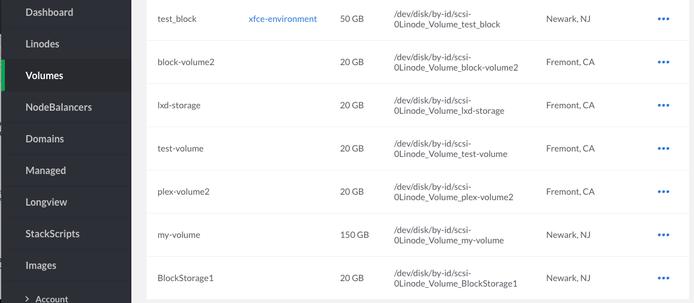 Dashboard
Linodes
Volumes
NodeBalancers
Domains
Managed
Longview
StackScripts
Images
Account
test_block xfce-environment 50 GB /dev/disk/by-id/scsi-0Linode_Volume_test_block Newark, NJ
block-volume2 20 GB /dev/disk/by-id/scsi-0Linode_Volume_block-volume2 Fremont, CA
lxd-storage 20 GB /dev/disk/by-id/scsi-0Linode_Volume_lxd-storage Fremont, CA
test-volume 20 GB /dev/disk/by-id/scsi-0Linode_Volume_test-volume Fremont, CA
plex-volume2 20 GB /dev/disk/by-id/scsi-0Linode_Volume_plex-volume2 Fremont, CA
my-volume 150 GB /dev/disk/by-id/scsi-0Linode_Volume_my-volume Newark, NJ
BlockStorage1 20 GB /dev/disk/by-id/scsi-0Linode_Volume_BlockStorage1 Newark, NJ